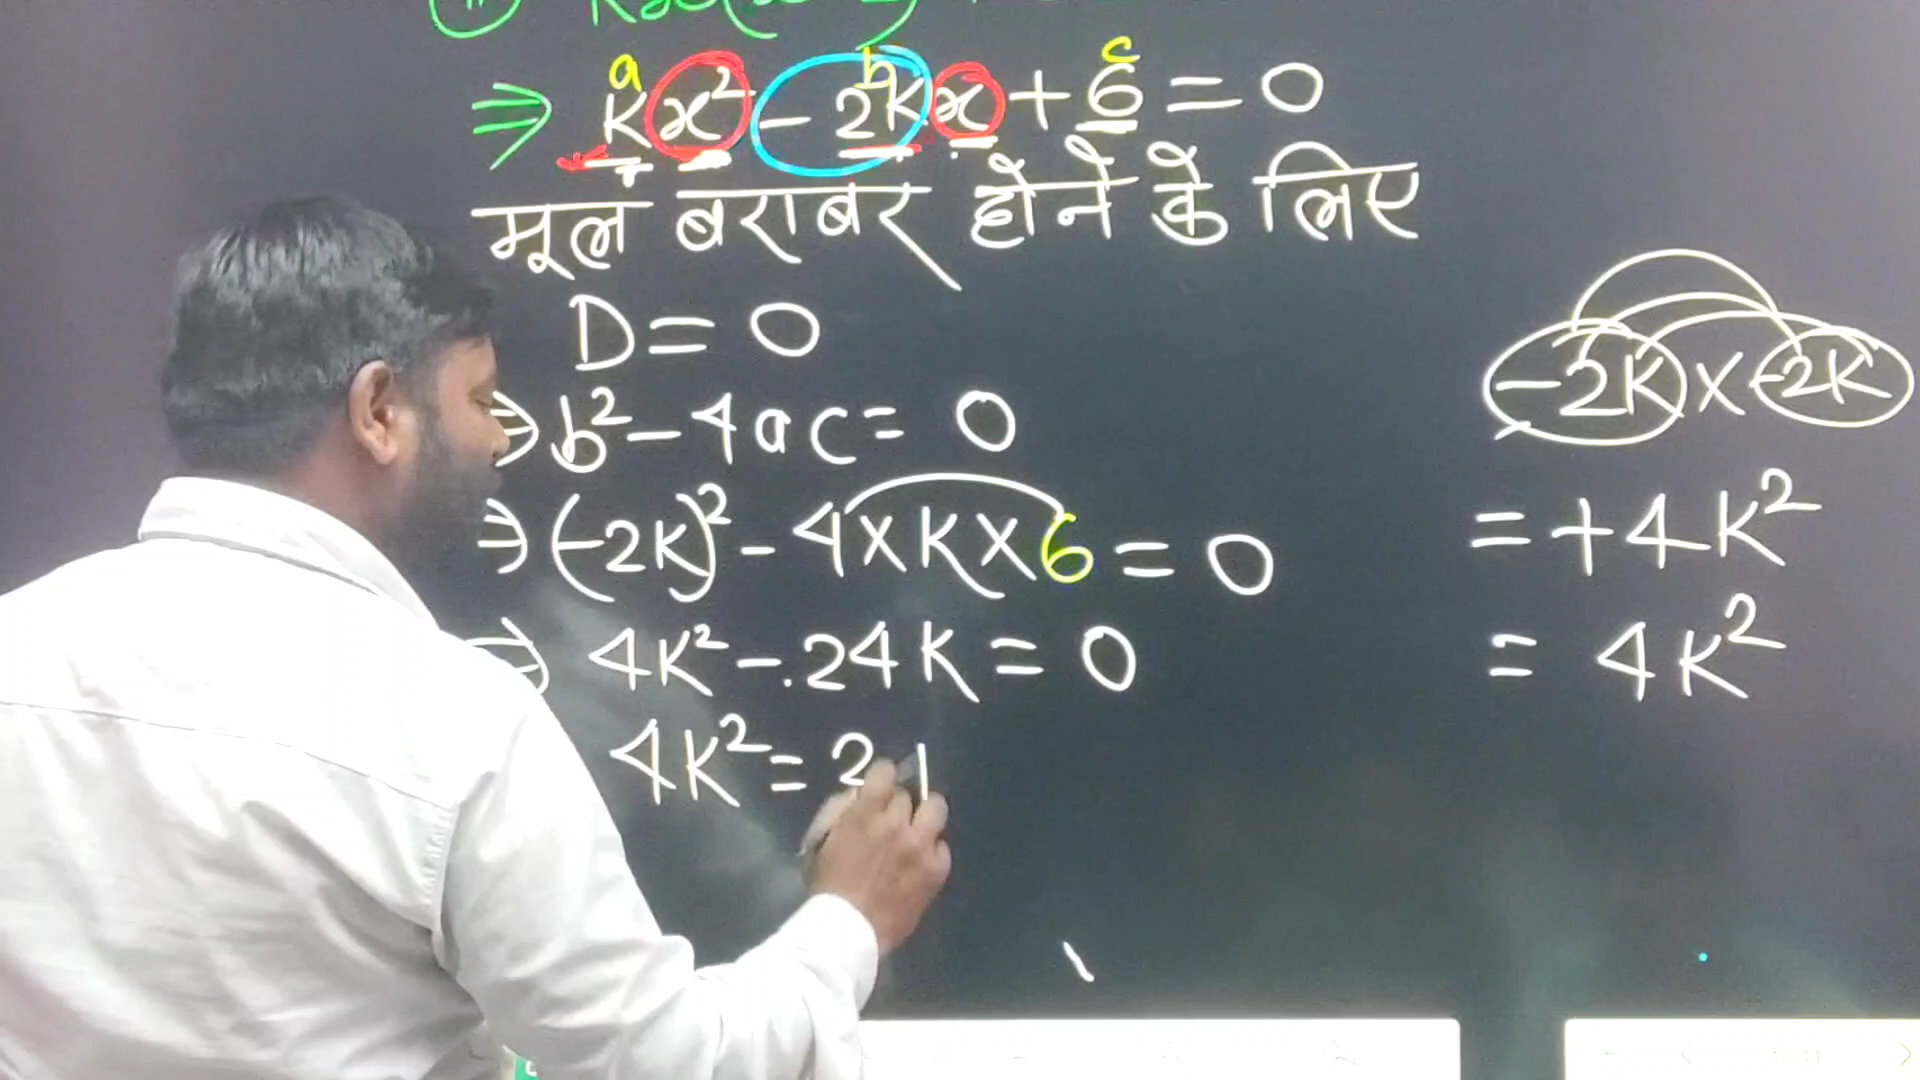 a b c
⇒ kx² - 2kx + 6 = 0
मूल बराबर होने के लिए
D = 0
⇒ b² - 4ac = 0
⇒ (-2K)² - 4×K×6 = 0
⇒ 4K² - 24K = 0
4K² = 2
-2K × -2K
= +4K²
= 4K²